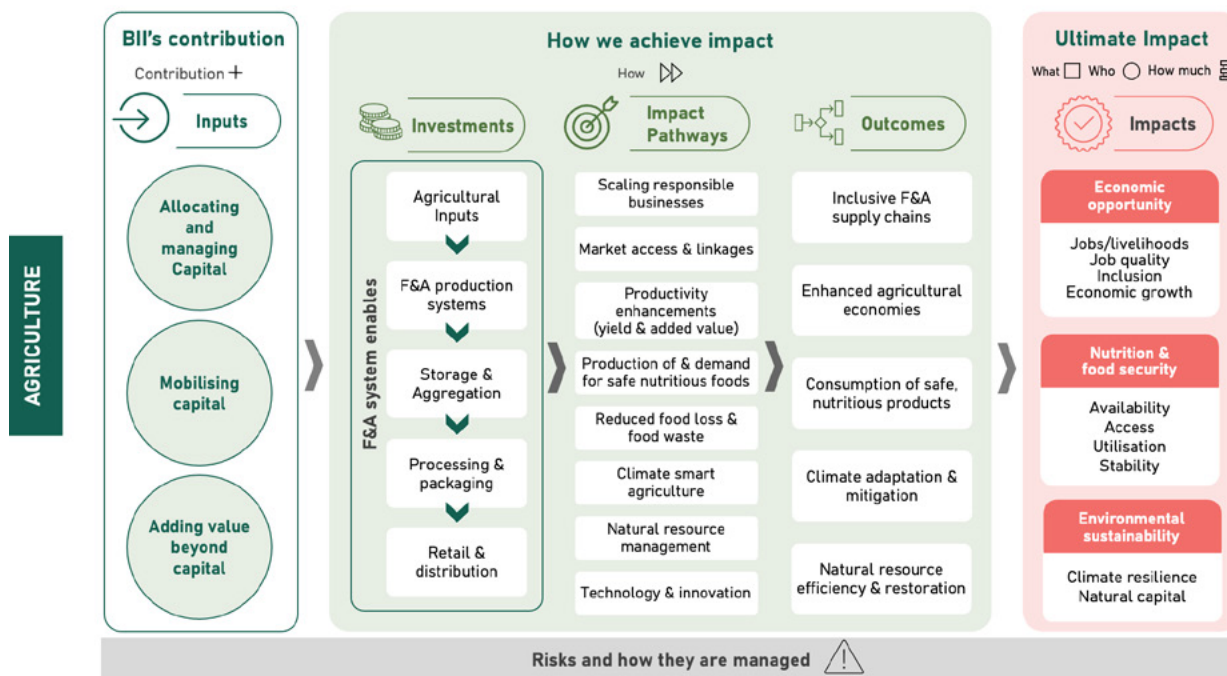 AGRICULTURE
BII's contribution
Contribution +
Inputs
Allocating
and
managing
Capital
Mobilising
capital
Adding value
beyond
capital
How we achieve impact
How
Investments
F&A system enables
Agricultural
Inputs
F&A production
systems
Storage &
Aggregation
Processing &
packaging
Retail &
distribution
Impact
Pathways
Scaling responsible
businesses
Market access & linkages
Productivity
enhancements
(yield & added value)
Production of & demand
for safe nutritious foods
Reduced food loss &
food waste
Climate smart
agriculture
Natural resource
management
Technology & innovation
Outcomes
Inclusive F&A
supply chains
Enhanced agricultural
economies
Consumption of safe,
nutritious products
Climate adaptation &
mitigation
Natural resource
efficiency & restoration
Ultimate Impact
What Who How much
Impacts
Economic
opportunity
Jobs/livelihoods
Job quality
Inclusion
Economic growth
Nutrition &
food security
Availability
Access
Utilisation
Stability
Environmental
sustainability
Climate resilience
Natural capital
Risks and how they are managed